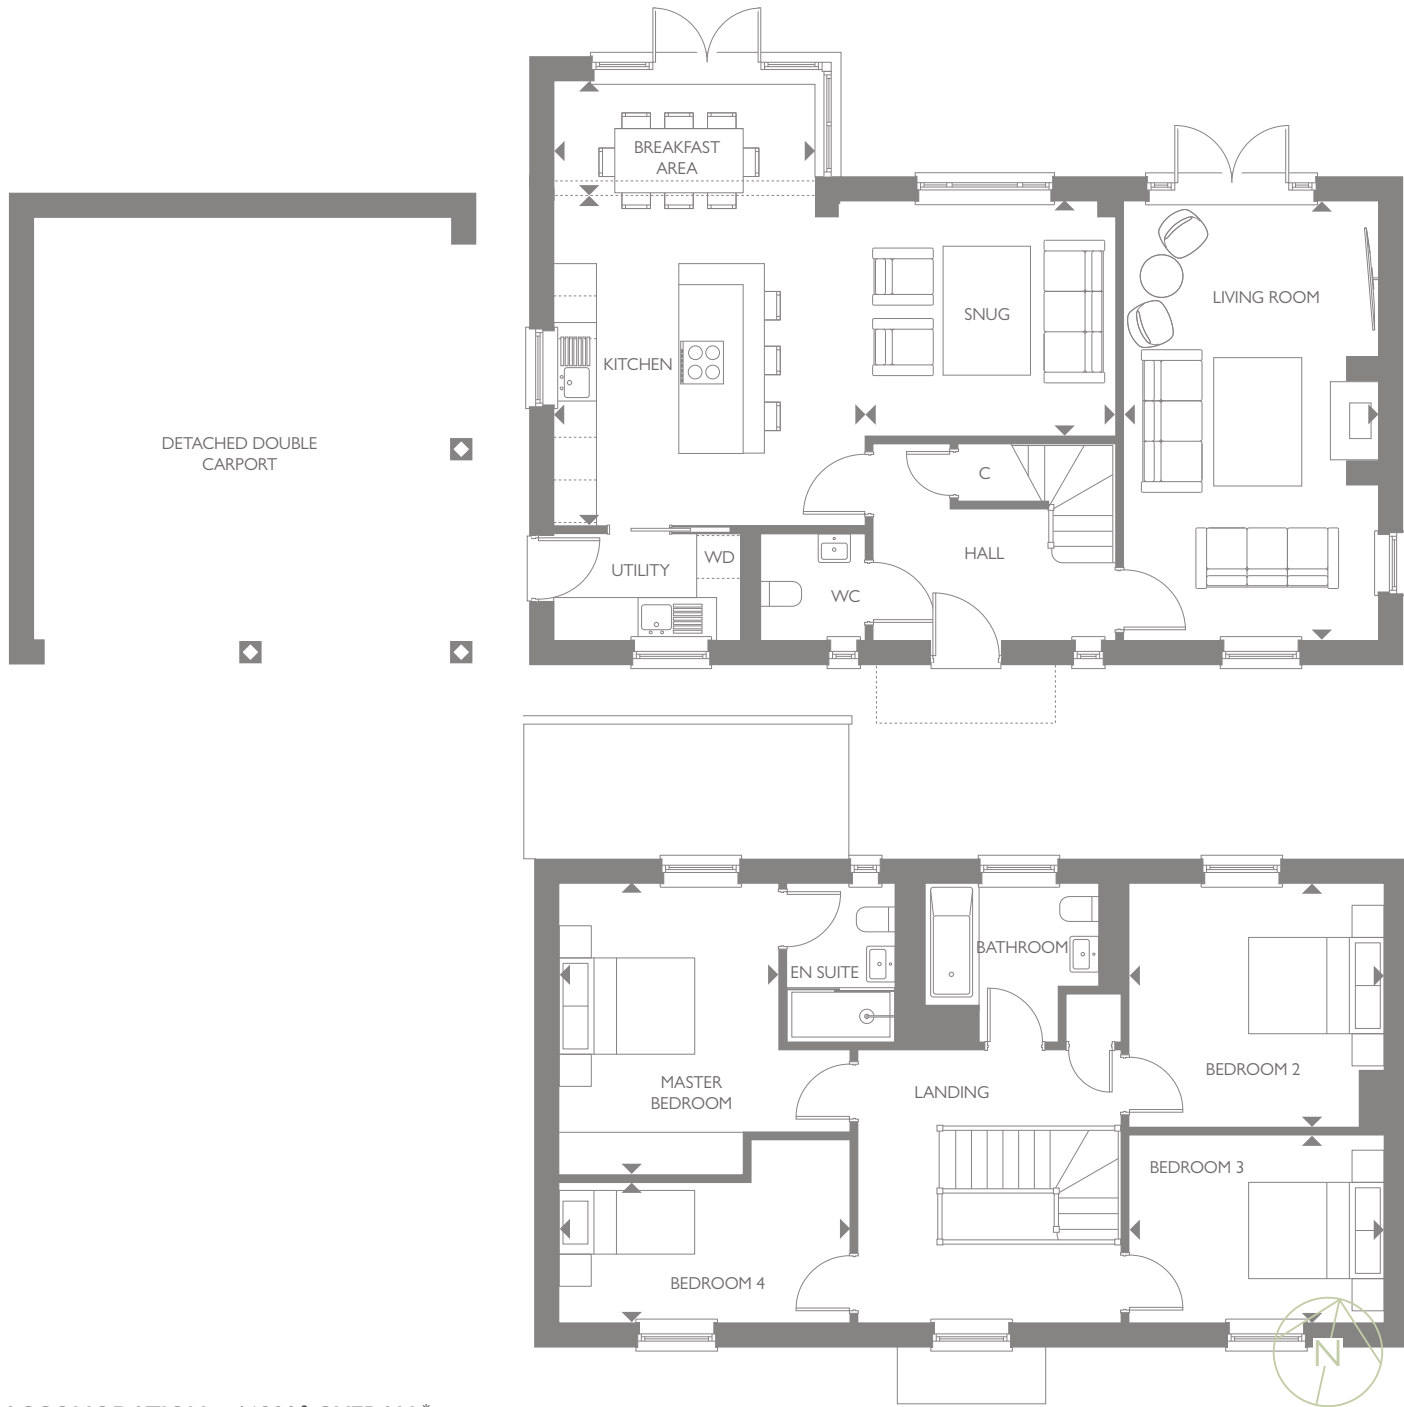 BREAKFAST
AREA
SNUG
LIVING ROOM
KITCHEN
DETACHED DOUBLE
CARPORT
C
HALL
WD
UTILITY
WC
BATHROOM
EN SUITE
BEDROOM 2
MASTER
BEDROOM
LANDING
BEDROOM 3
BEDROOM 4
N